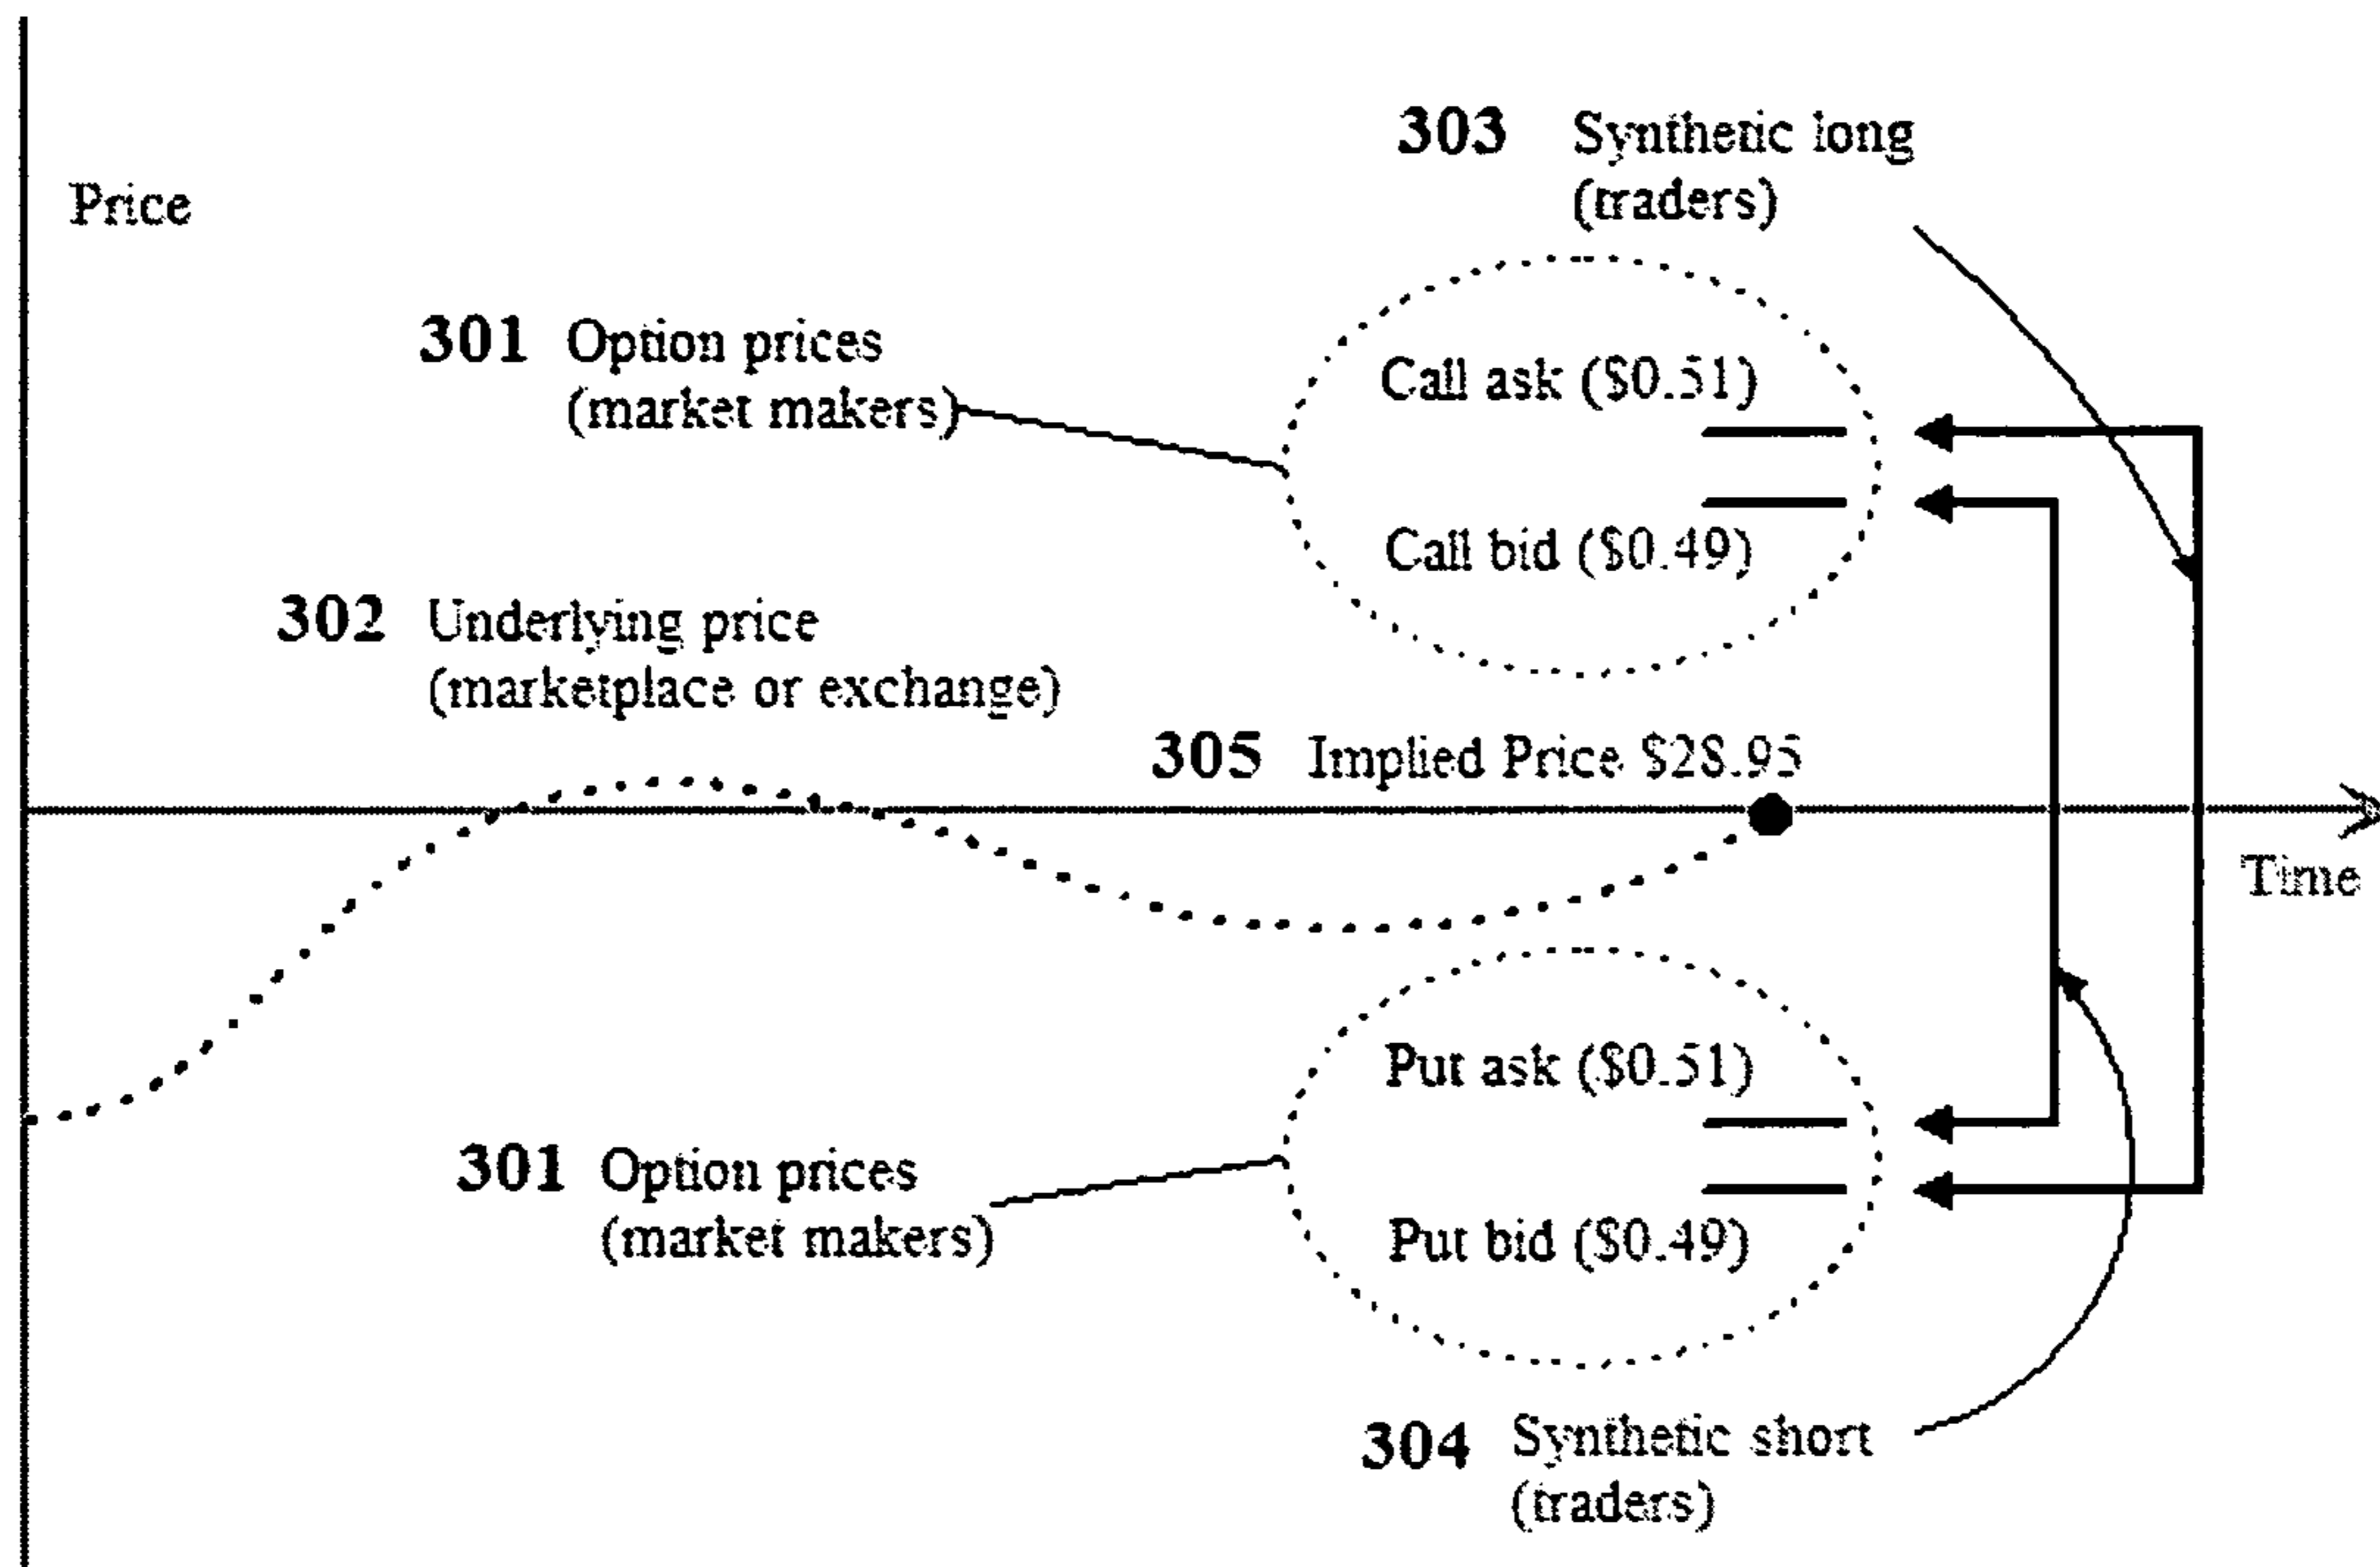 303 Synthetic long
(traders)
Price
301 Option prices
(market makers)
Call ask ($0.51)
Call bid ($0.49)
302 Underlying price
(marketplace or exchange)
305 Implied Price $28.95
Time
Put ask ($0.51)
301 Option prices
(market makers)
Put bid ($0.49)
304 Synthetic short
(traders)